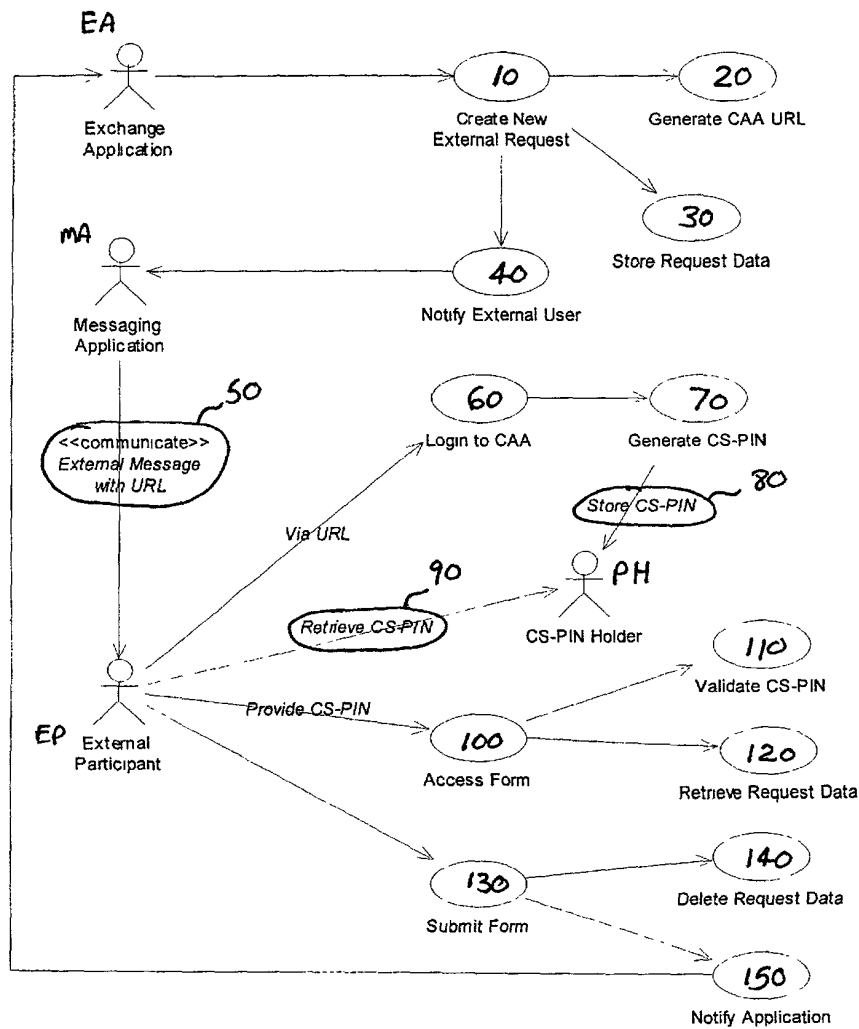 EA
10
20
Exchange
Application
Create New
External Request
Generate CAA URL
30
Store Request Data
MA
40
Messaging
Application
Notify External User
50
<<communicate>>
External Message
with URL
60
70
Login to CAA
Generate CS-PIN
80
Store CS-PIN
Via URL
90
PH
Retrieve CS-PIN
CS-PIN Holder
110
Validate CS-PIN
Provide CS-PIN
EP
External
Participant
100
Access Form
120
Retrieve Request Data
140
Delete Request Data
130
Submit Form
150
Notify Application